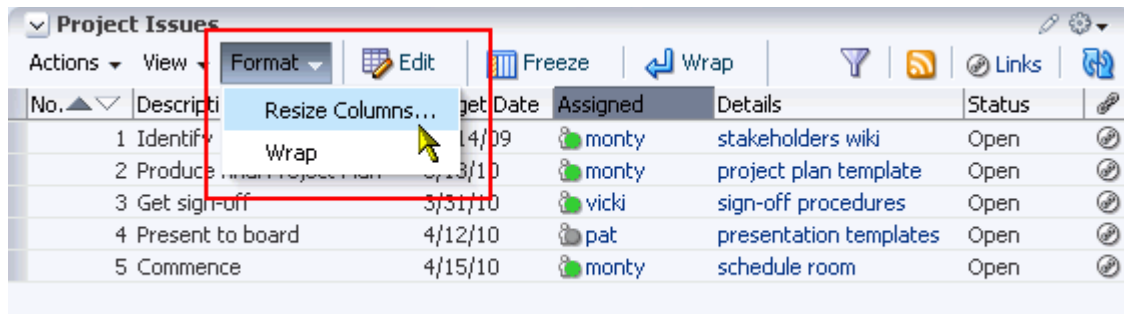 Project Issues
Actions View Format Edit Freeze Wrap Links
No. Descripti get Date Assigned Details Status
Resize Columns...
Wrap
1 Identify 14/09 monty stakeholders wiki Open
2 Produce 10 monty project plan template Open
3 Get sign-off 3/31/10 vicki sign-off procedures Open
4 Present to board 4/12/10 pat presentation templates Open
5 Commence 4/15/10 monty schedule room Open